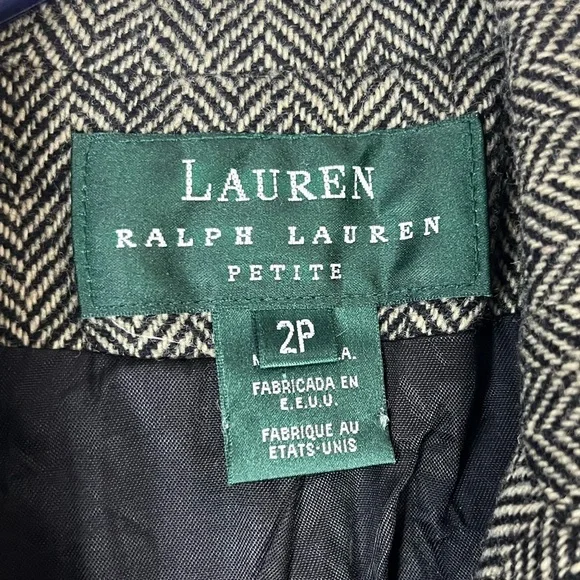 LAUREN
RALPH LAUREN
PETITE
2P
FABRICADA EN
E.E.U.U.
FABRIQUE AU
ETATS-UNIS